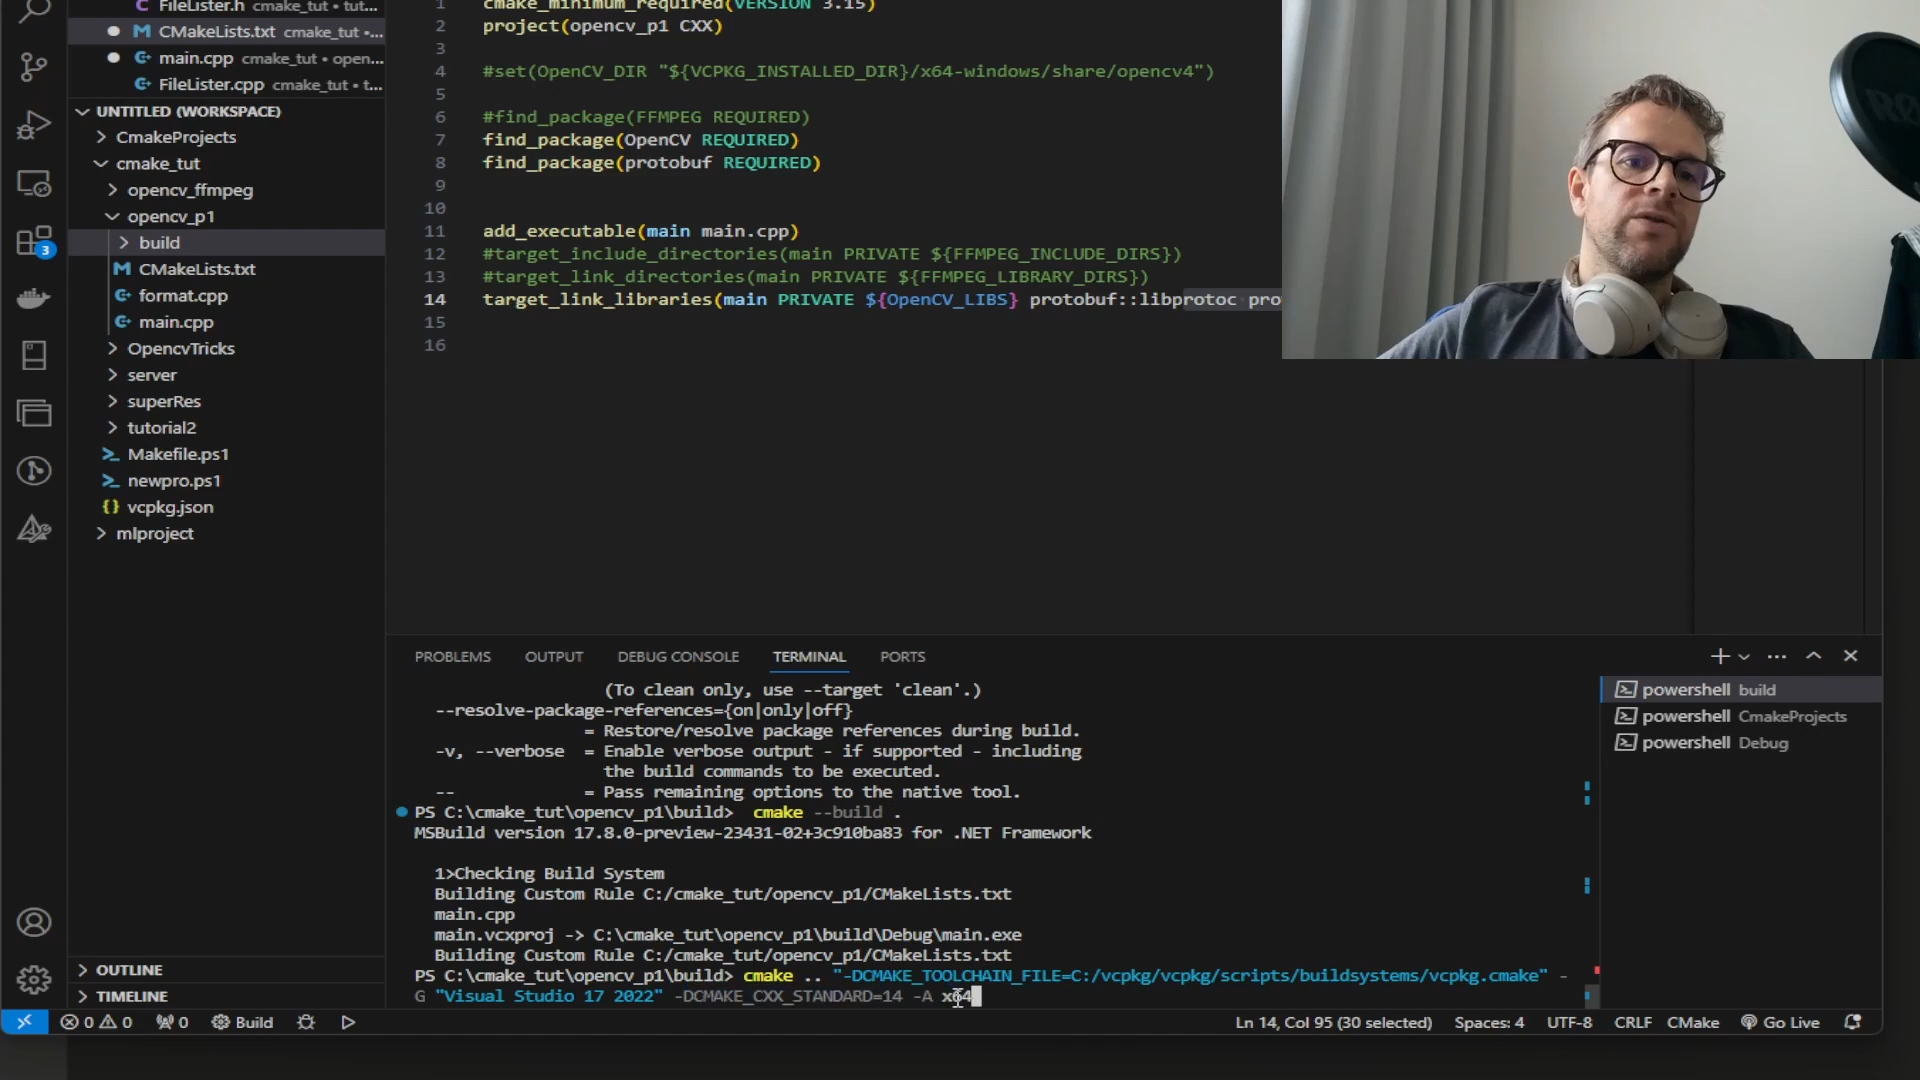 FileLister.h cmake_tut • tut...
CMakeLists.txt cmake_tut •...
main.cpp cmake_tut • open...
FileLister.cpp cmake_tut • t...
UNTITLED (WORKSPACE)
CmakeProjects
cmake_tut
opencv_ffmpeg
opencv_p1
build
CMakeLists.txt
format.cpp
main.cpp
OpencvTricks
server
superRes
tutorial2
Makefile.ps1
newpro.ps1
vcpkg.json
mlproject
OUTLINE
TIMELINE
3
1 cmake_minimum_required(VERSION 3.15)
2 project(opencv_p1 CXX)
3
4 #set(OpenCV_DIR "${VCPKG_INSTALLED_DIR}/x64-windows/share/opencv4")
5
6 #find_package(FFMPEG REQUIRED)
7 find_package(OpenCV REQUIRED)
8 find_package(protobuf REQUIRED)
9
10
11 add_executable(main main.cpp)
12 #target_include_directories(main PRIVATE ${FFMPEG_INCLUDE_DIRS})
13 #target_link_directories(main PRIVATE ${FFMPEG_LIBRARY_DIRS})
14 target_link_libraries(main PRIVATE ${OpenCV_LIBS} protobuf::libprotoc pro
15
16
PROBLEMS OUTPUT DEBUG CONSOLE TERMINAL PORTS
(To clean only, use --target 'clean'.)
--resolve-package-references={on|only|off}
= Restore/resolve package references during build.
-v, --verbose = Enable verbose output - if supported - including
the build commands to be executed.
-- = Pass remaining options to the native tool.
PS C:\cmake_tut\opencv_p1\build> cmake --build .
MSBuild version 17.8.0-preview-23431-02+3c910ba83 for .NET Framework
1>Checking Build System
Building Custom Rule C:/cmake_tut/opencv_p1/CMakeLists.txt
main.cpp
main.vcxproj -> C:\cmake_tut\opencv_p1\build\Debug\main.exe
Building Custom Rule C:/cmake_tut/opencv_p1/CMakeLists.txt
PS C:\cmake_tut\opencv_p1\build> cmake .. "-DCMAKE_TOOLCHAIN_FILE=C:/vcpkg/vcpkg/scripts/buildsystems/vcpkg.cmake" -
G "Visual Studio 17 2022" -DCMAKE_CXX_STANDARD=14 -A x64
powershell build
powershell CmakeProjects
powershell Debug
0 0 0 Build
Ln 14, Col 95 (30 selected) Spaces: 4 UTF-8 CRLF CMake Go Live